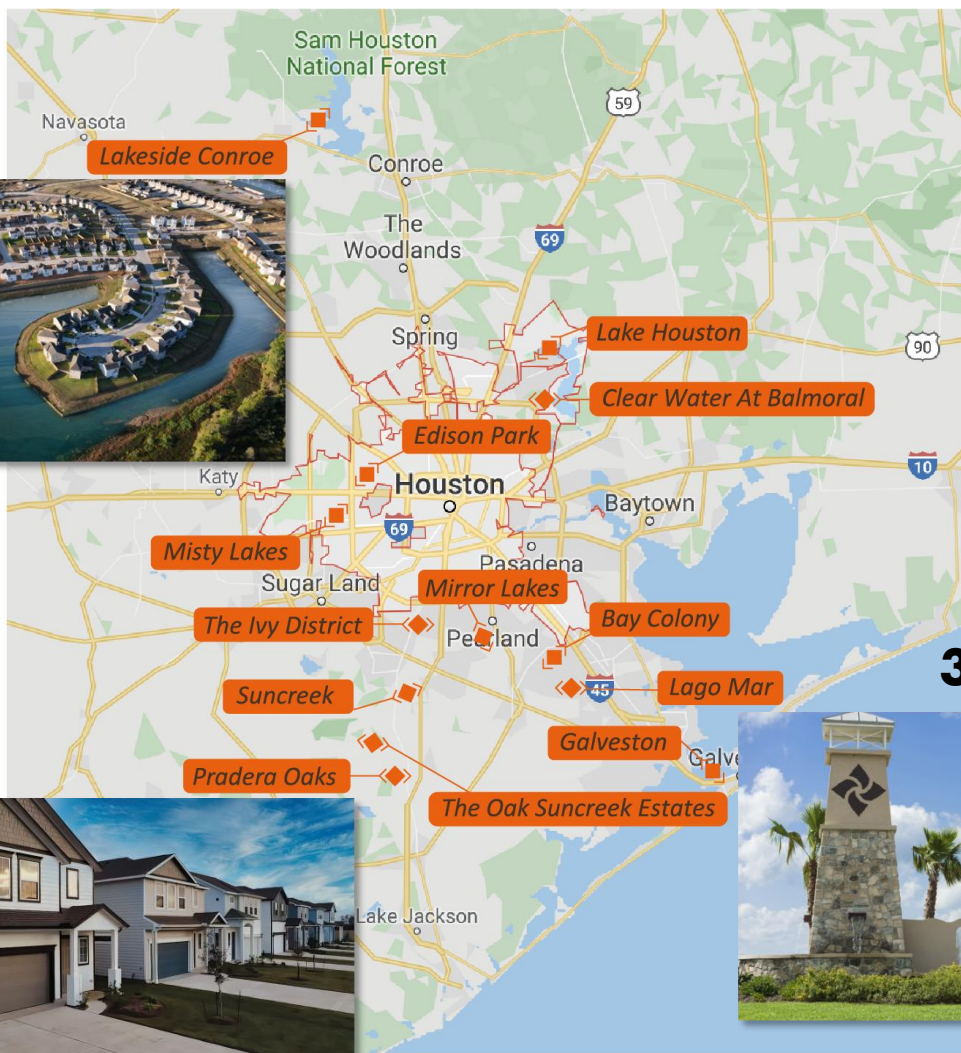 Sam Houston
National Forest
59
Navasota
Lakeside Conroe
Conroe
The
Woodlands
69
Spring
Lake Houston
90
Clear Water At Balmoral
Edison Park
Katy
Houston
10
Baytown
69
Misty Lakes
Pasadena
Sugar Land
Mirror Lakes
The Ivy District
Pearland
Bay Colony
Suncreek
45
Lago Mar
3
Galveston
Galve
Pradera Oaks
The Oak Suncreek Estates
Lake Jackson